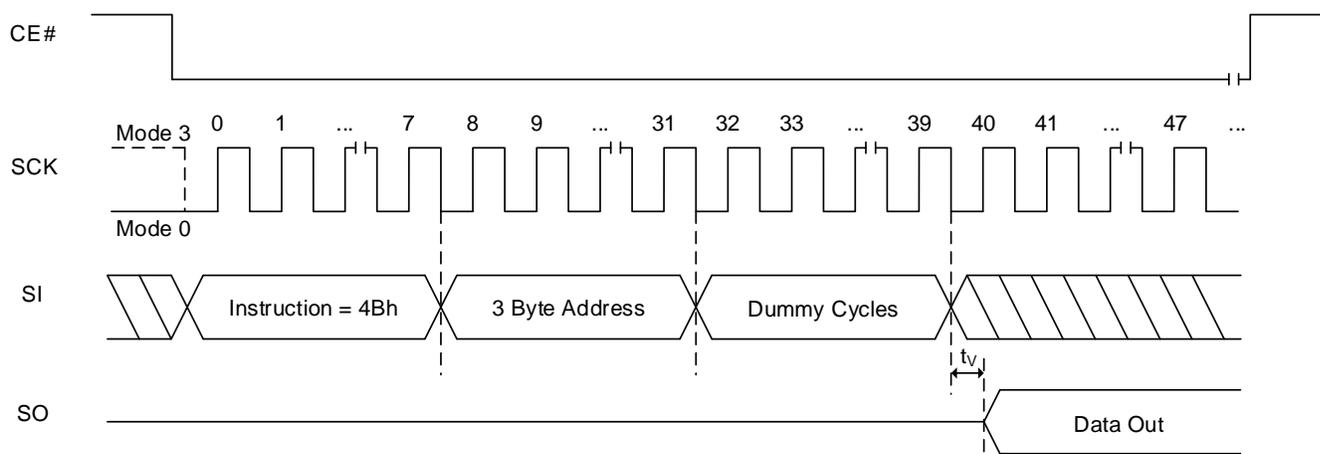 CE#
Mode 3 0 1 ... 7 8 9 ... 31 32 33 ... 39 40 41 ... 47 ...
SCK
Mode 0
SI Instruction = 4Bh 3 Byte Address Dummy Cycles
tV
SO Data Out